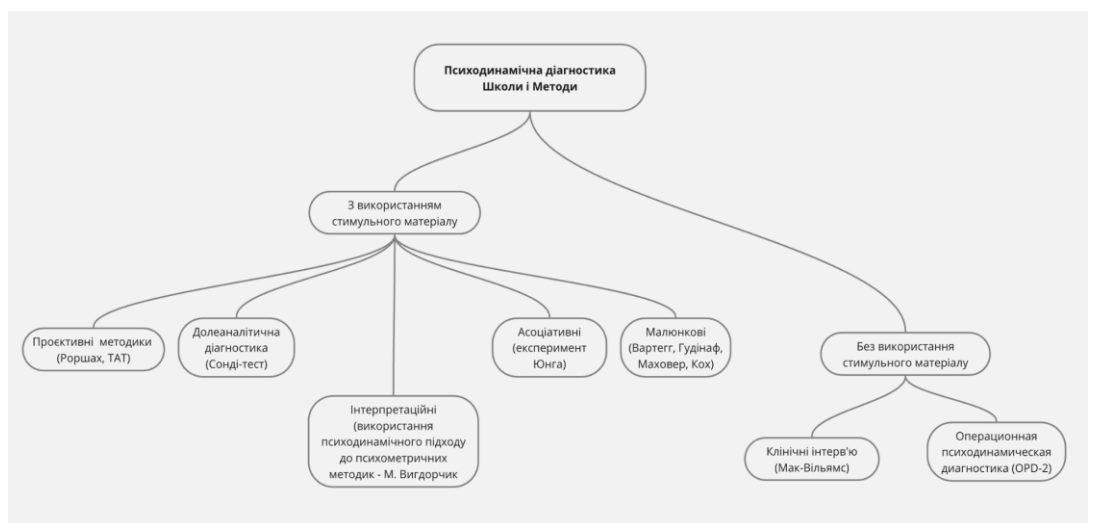 Психодинамічна діагностика
Школи і Методи
З використанням
стимульного матеріалу
Проєктивні методики
(Роршах, ТАТ)
Долеаналітична
діагностика
(Сонді-тест)
Інтерпретаційні
(використання
психодинамічного підходу
до психометричних
методик - М. Вигдорчик
Асоціативні
(експеримент
Юнга)
Малюнкові
(Вартегг, Гудінаф,
Маховер, Кох)
Без використання
стимульного матеріалу
Клінічні інтерв'ю
(Мак-Вільямс)
Операционная
психодинамическая
диагностика (OPD-2)